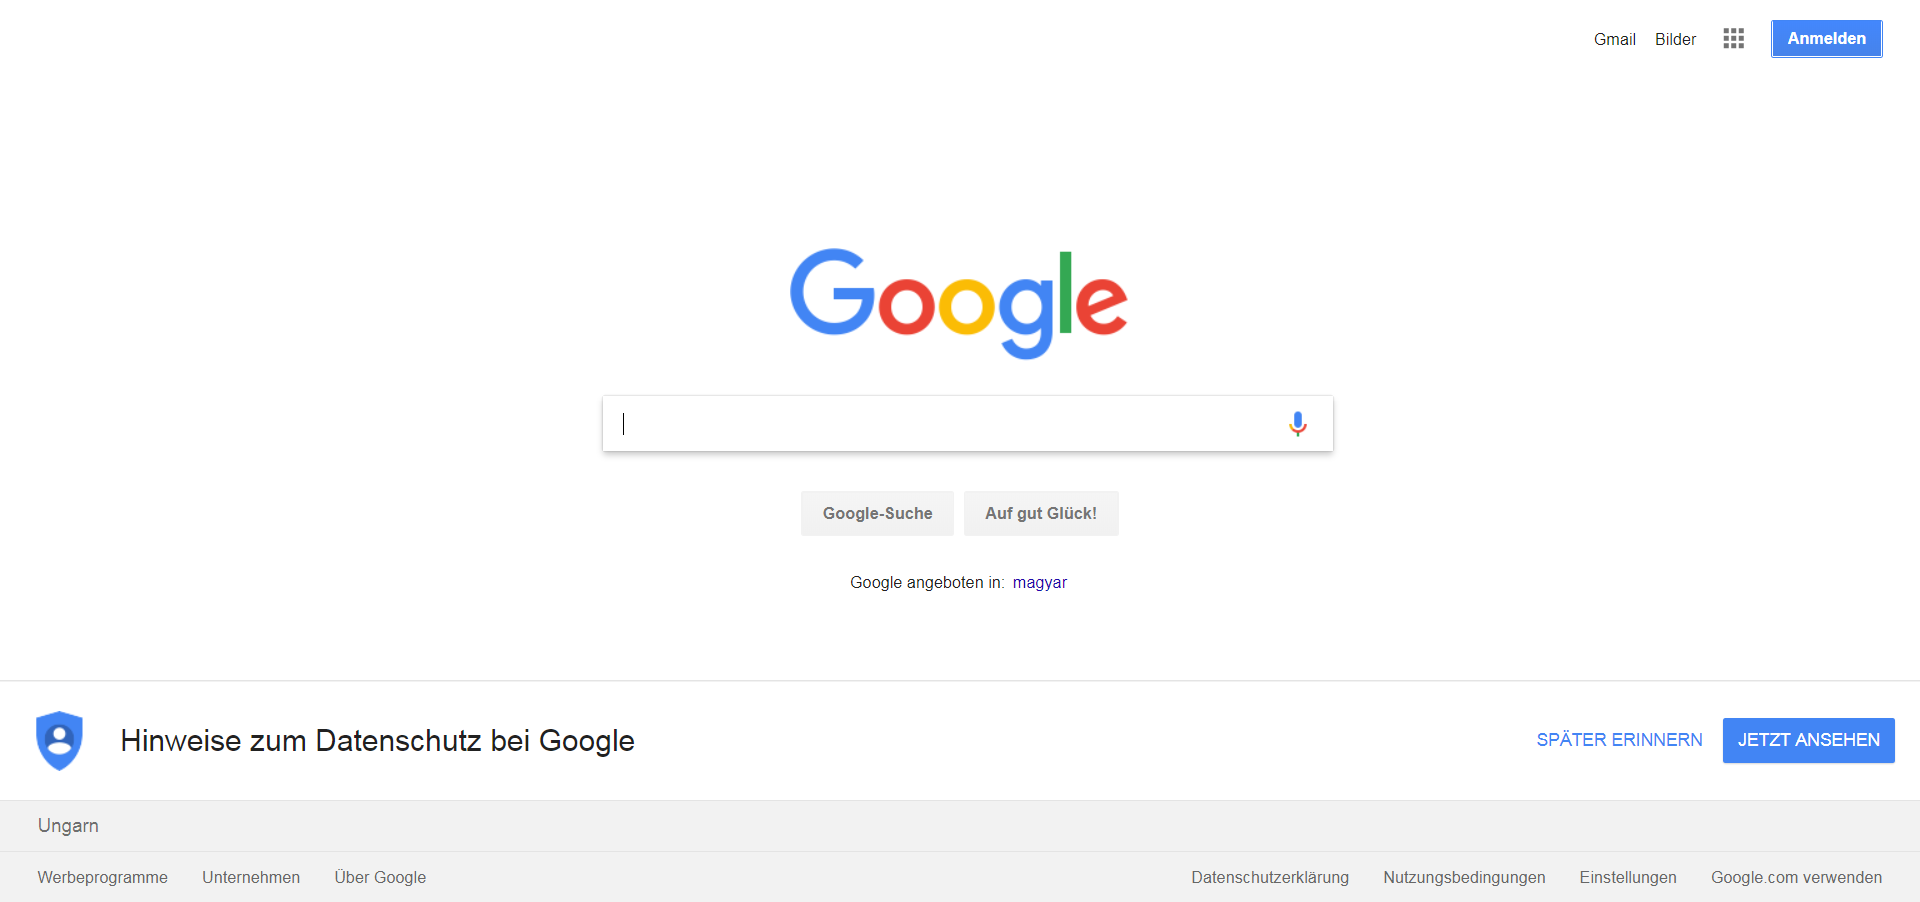 Gmail Bilder Anmelden
Google
Google-Suche Auf gut Glück!
Google angeboten in: magyar
Hinweise zum Datenschutz bei Google SPÄTER ERINNERN JETZT ANSEHEN
Ungarn
Werbeprogramme Unternehmen Über Google Datenschutzerklärung Nutzungsbedingungen Einstellungen Google.com verwenden